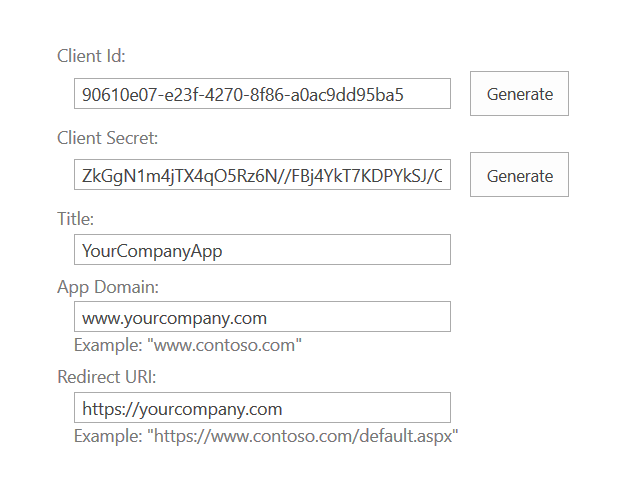 Client Id:
90610e07-e23f-4270-8f86-a0ac9dd95ba5 Generate
Client Secret:
ZkGgN1m4jTX4qO5Rz6N//FBj4YkT7KDPYkSJ/C Generate
Title:
YourCompanyApp
App Domain:
www.yourcompany.com
Example: "www.contoso.com"
Redirect URI:
https://yourcompany.com
Example: "https://www.contoso.com/default.aspx"